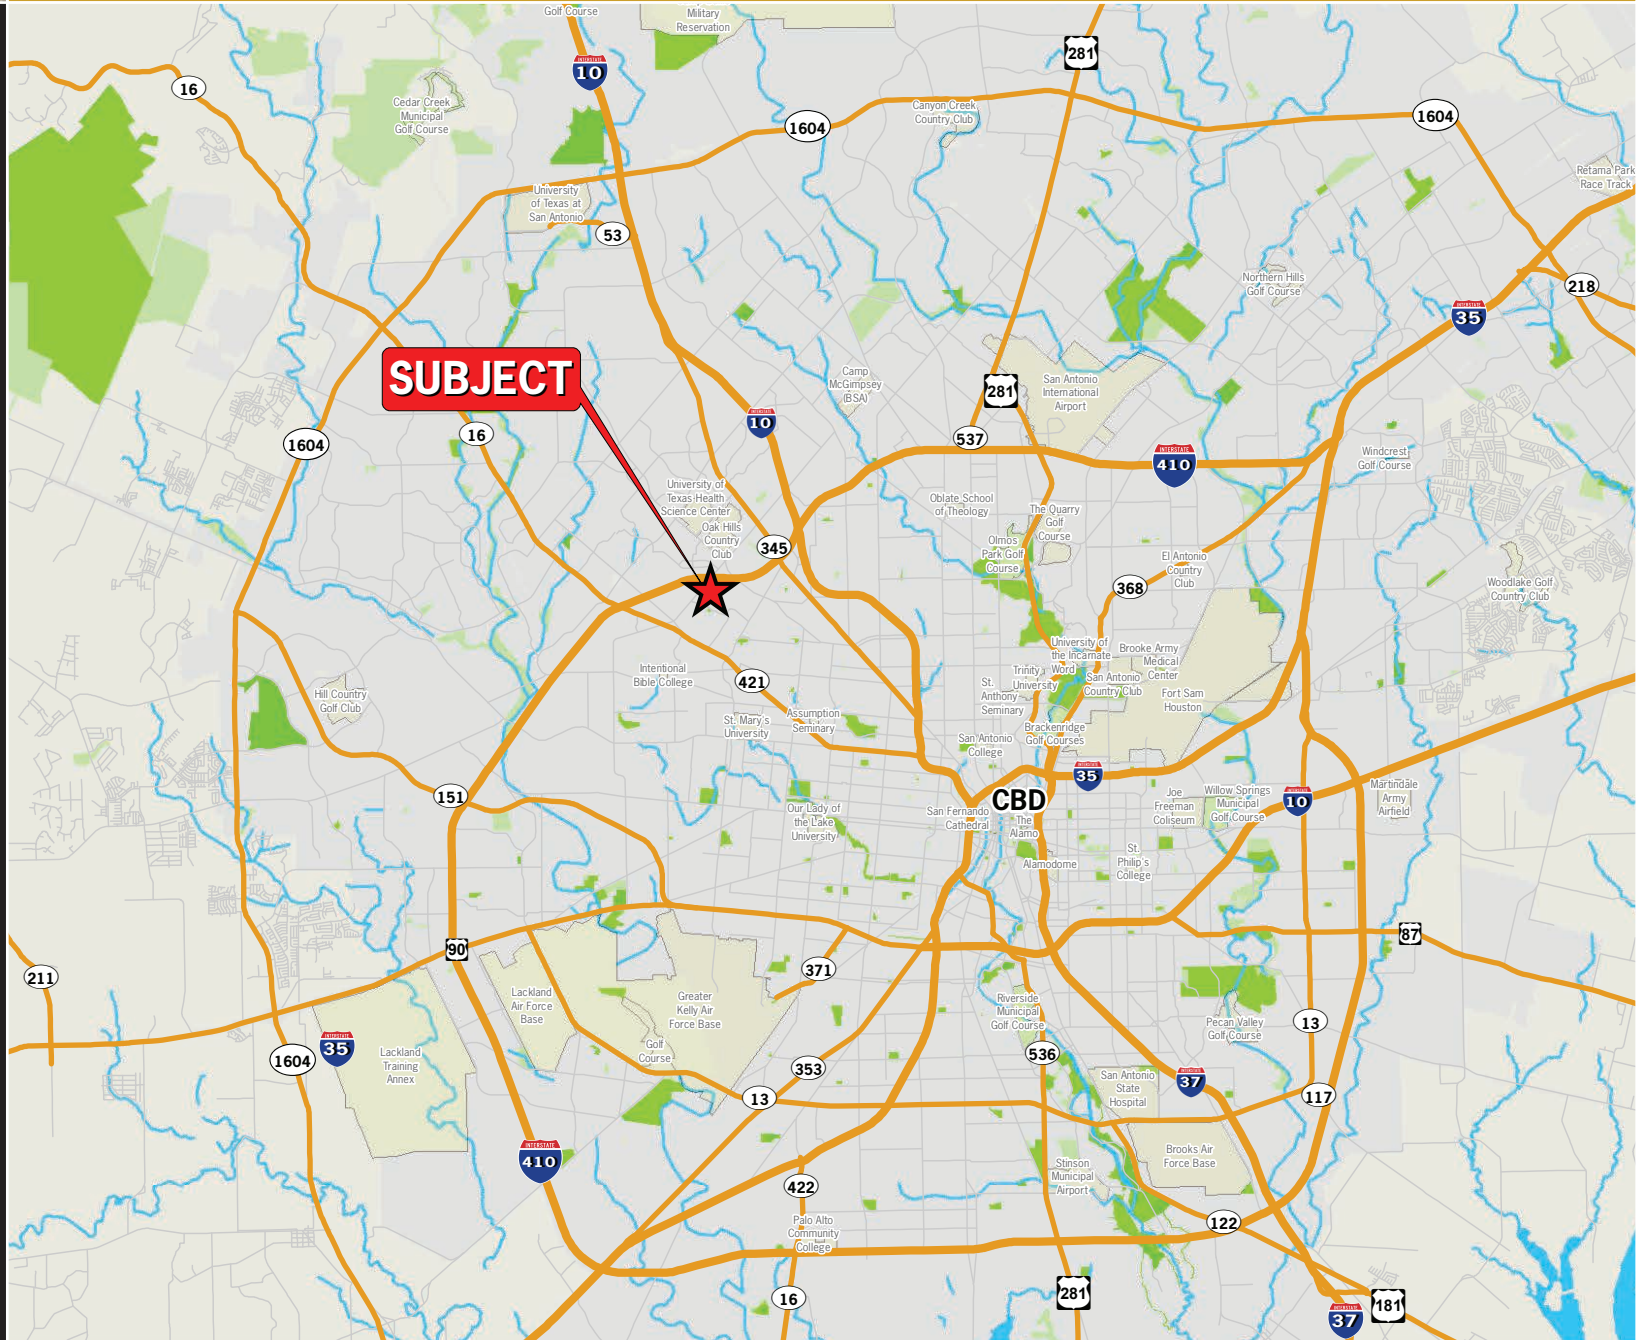 Golf Course
Military
Reservation
INTERSTATE
10
281
16
Cedar Creek
Municipal
Golf Course
1604
Canyon Creek
Country Club
1604
Retama Park
Race Track
University
of Texas at
San Antonio
53
Northern Hills
Golf Course
218
INTERSTATE
35
SUBJECT
Camp
McGimpsey
(BSA)
281
San Antonio
International
Airport
INTERSTATE
10
16
1604
537
INTERSTATE
410
Windcrest
Golf Course
University of
Texas Health
Science Center
Oak Hills
Country
Club
345
Oblate School
of Theology
The Quarry
Golf
Course
Olmos
Park Golf
Course
El Antonio
Country
Club
368
Woodlake Golf
Country Club
University of
the Incarnate
Word
Brooke Army
Medical
Center
Trinity
University
San Antonio
Country Club
St.
Anthony
Seminary
Fort Sam
Houston
Intentional
Bible College
421
Hill Country
Golf Club
St. Mary's
University
Assumption
Seminary
Brackenridge
Golf Courses
San Antonio
College
INTERSTATE
35
151
CBD
San Fernando
Cathedral
The
Alamo
Our Lady of
the Lake
University
Joe
Freeman
Coliseum
Willow Springs
Municipal
Golf Course
INTERSTATE
10
Martindale
Army
Airfield
Alamodome
St.
Philip's
College
90
87
211
371
Lackland
Air Force
Base
Greater
Kelly Air
Force Base
Riverside
Municipal
Golf Course
Pecan Valley
Golf Course
13
INTERSTATE
35
1604
Lackland
Training
Annex
Golf
Course
353
536
13
San Antonio
State
Hospital
INTERSTATE
37
117
INTERSTATE
410
Brooks Air
Force Base
Stinson
Municipal
Airport
422
Palo Alto
Community
College
122
16
281
181
INTERSTATE
37